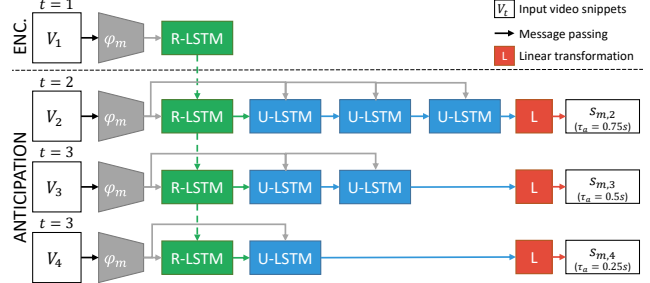 t = 1
ENC.
V₁
φₘ
R-LSTM
Vₜ Input video snippets
Message passing
L Linear transformation
ANTICIPATION
t = 2
V₂
φₘ
R-LSTM
U-LSTM
U-LSTM
U-LSTM
L
sₘ,₂
(τₐ = 0.75s)
t = 3
V₃
φₘ
R-LSTM
U-LSTM
U-LSTM
L
sₘ,₃
(τₐ = 0.5s)
t = 3
V₄
φₘ
R-LSTM
U-LSTM
L
sₘ,₄
(τₐ = 0.25s)